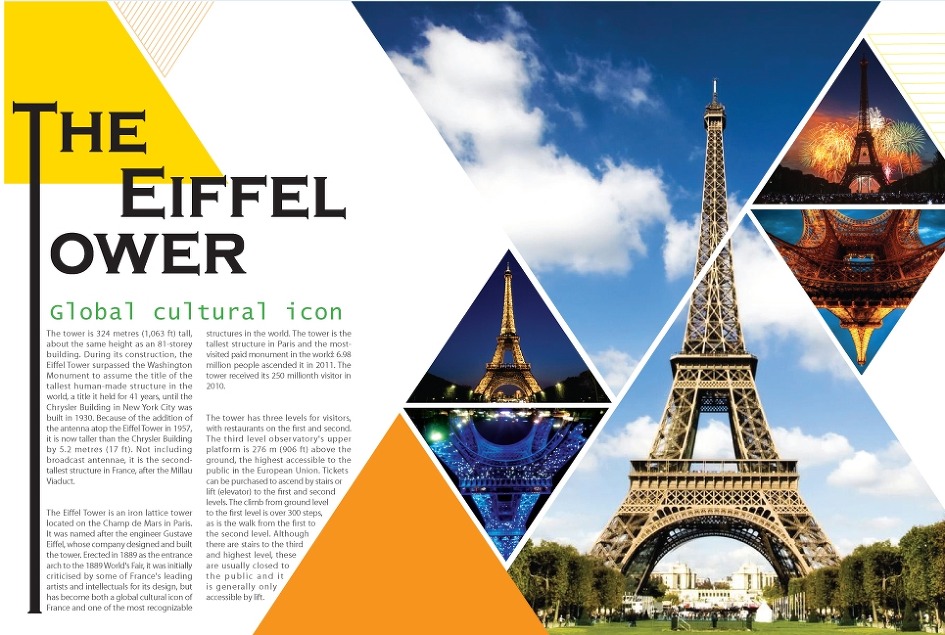 THE
EIFFEL
OWER
Global cultural icon
The tower is 324 metres (1,063 ft) tall,
about the same height as an 81-storey
building. During its construction, the
Eiffel Tower surpassed the Washington
Monument to assume the title of the
tallest human-made structure in the
world, a title it held for 41 years, until the
Chrysler Building in New York City was
built in 1930. Because of the addition of
the antenna atop the Eiffel Tower in 1957,
it is now taller than the Chrysler Building
by 5.2 metres (17 ft). Not including
broadcast antennae, it is the second-
tallest structure in France, after the Millau
Viaduct.
The Eiffel Tower is an iron lattice tower
located on the Champ de Mars in Paris.
It was named after the engineer Gustave
Eiffel, whose company designed and built
the tower. Erected in 1889 as the entrance
arch to the 1889 World's Fair, it was initially
criticised by some of France's leading
artists and intellectuals for its design, but
has become both a global cultural icon of
France and one of the most recognizable
structures in the world. The tower is the
tallest structure in Paris and the most-
visited paid monument in the world: 6.98
million people ascended it in 2011. The
tower received its 250 millionth visitor in
2010.
The tower has three levels for visitors,
with restaurants on the first and second.
The third level observatory's upper
platform is 276 m (906 ft) above the
ground, the highest accessible to the
public in the European Union. Tickets
can be purchased to ascend by stairs or
lift (elevator) to the first and second
levels. The climb from ground level
to the first level is over 300 steps,
as is the walk from the first to
the second level. Although
there are stairs to the third
and highest level, these
are usually closed to
the public and it
is generally only
accessible by lift.